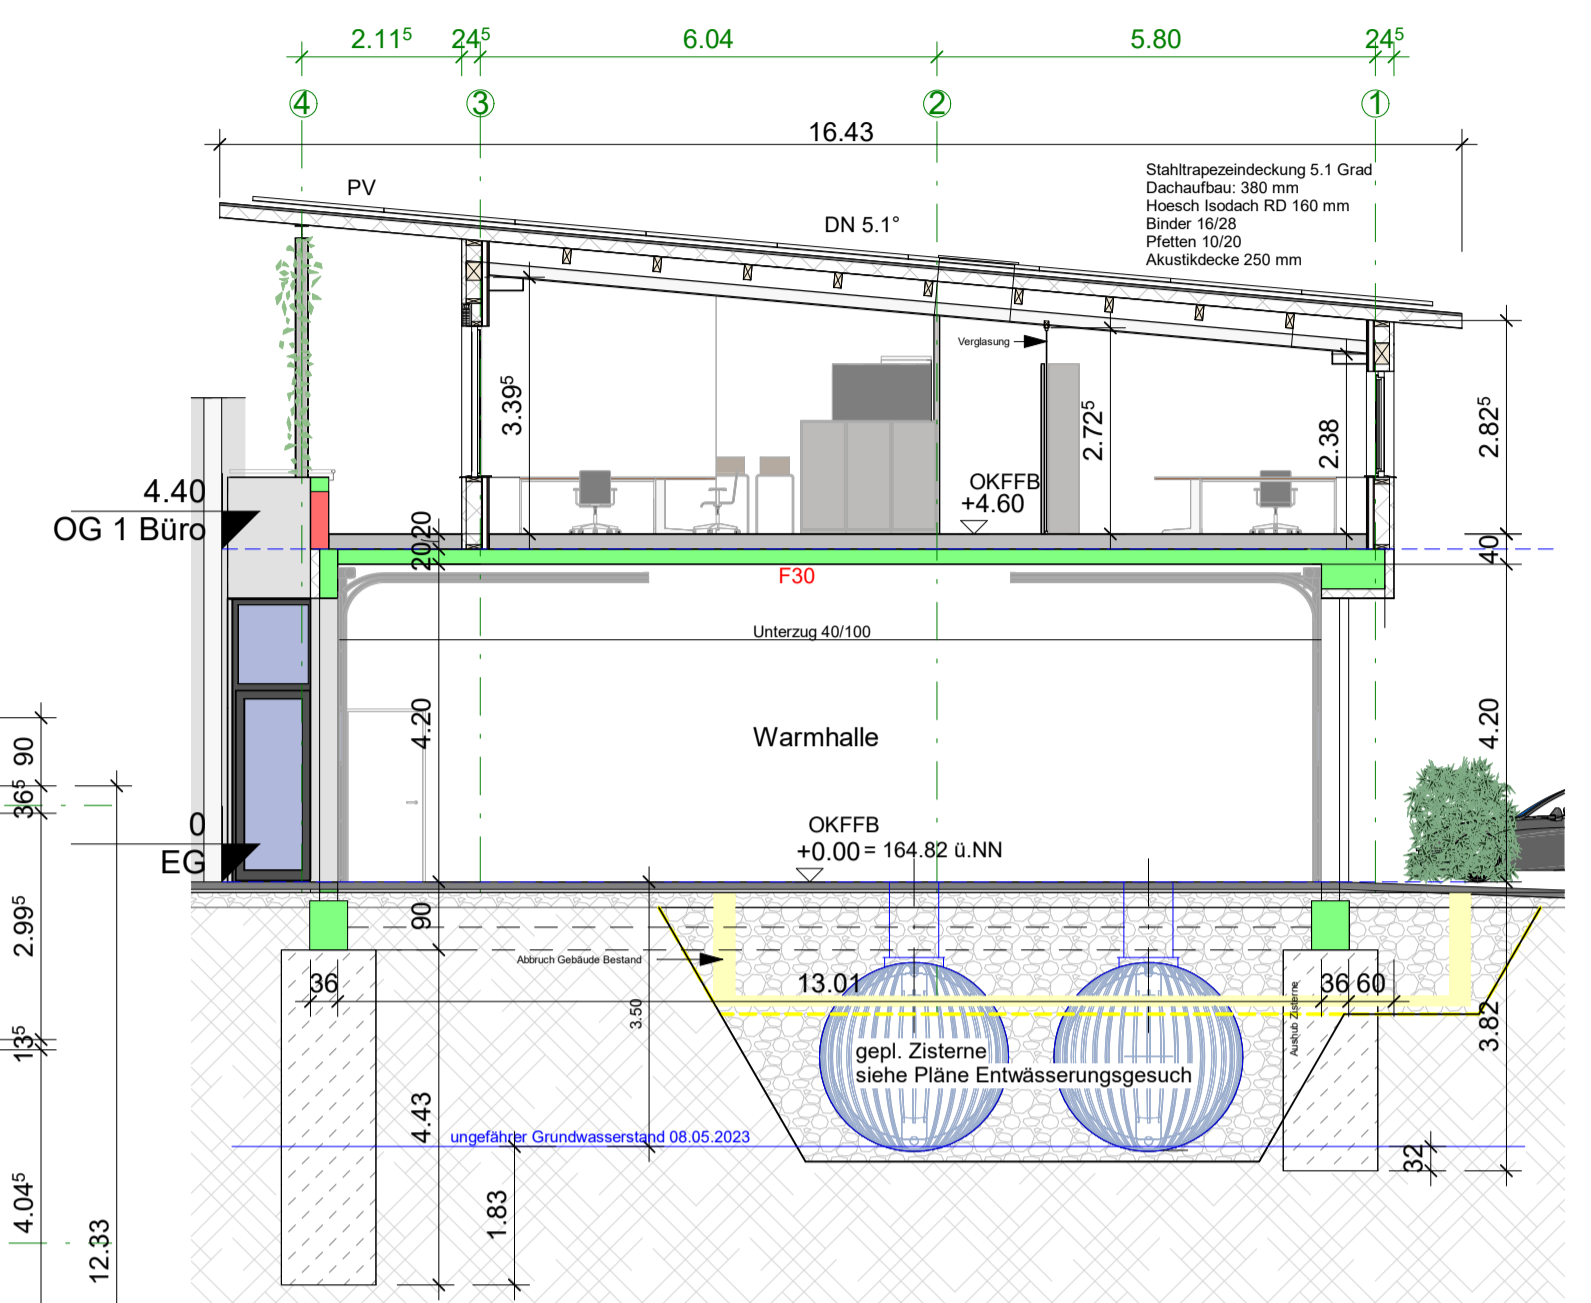 2.11⁵ 24⁵ 6.04 5.80 24⁵
4 3 2 1
16.43
Stahltrapezeindeckung 5.1 Grad
Dachaufbau: 380 mm
Hoesch Isodach RD 160 mm
Binder 16/28
Pfetten 10/20
Akustikdecke 250 mm
PV
DN 5.1°
Verglasung
3.39⁵
2.72⁵
2.38
2.82⁵
OKFFB
+4.60
4.40
OG 1 Büro
20
20
40
F30
Unterzug 40/100
4.20
4.20
Warmhalle
90
36⁵
0
EG
OKFFB
+0.00 = 164.82 ü.NN
2.99⁵
90
Abbruch Gebäude Bestand
36
13.01
36 60
3.50
Aushub Zisterne
3.82
13⁵
gepl. Zisterne
siehe Pläne Entwässerungsgesuch
4.43
ungefährer Grundwasserstand 08.05.2023
32
1.83
4.04⁵
12.33